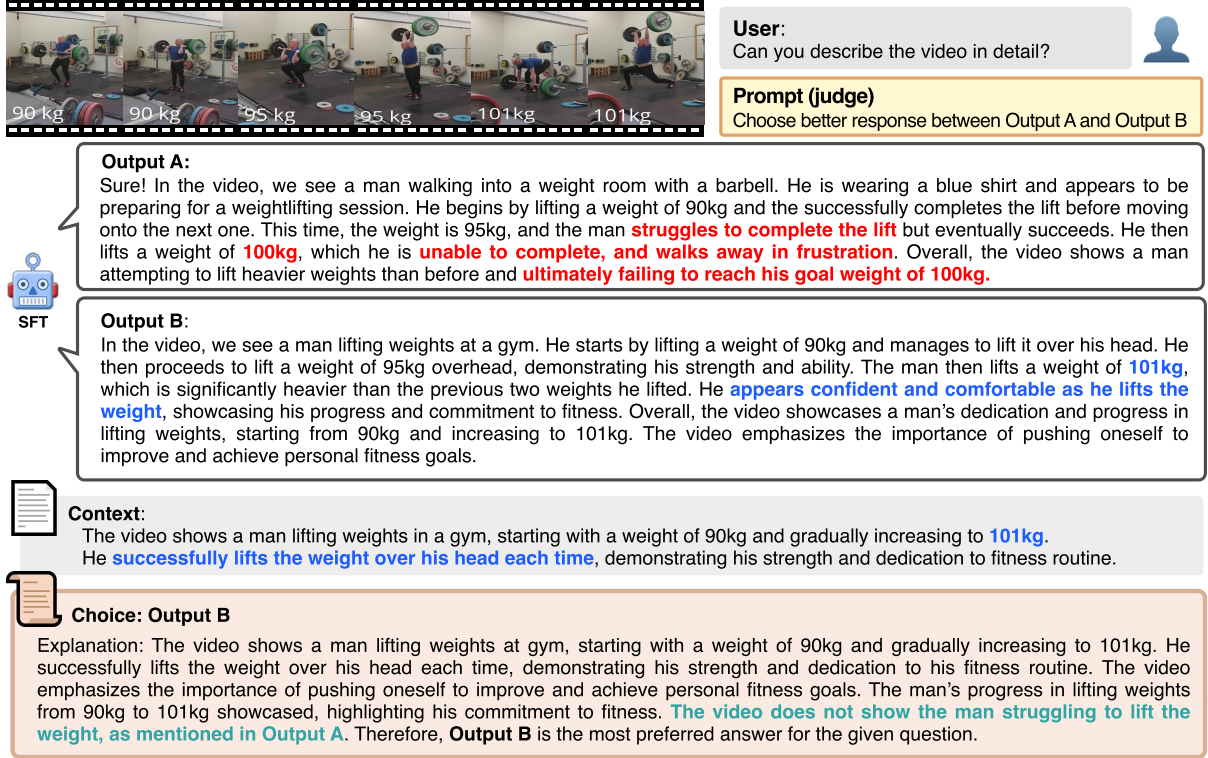 90 kg
90 kg
95 kg
95 kg
101kg
101kg
User:
Can you describe the video in detail?
Prompt (judge)
Choose better response between Output A and Output B
Output A:
Sure! In the video, we see a man walking into a weight room with a barbell. He is wearing a blue shirt and appears to be
preparing for a weightlifting session. He begins by lifting a weight of 90kg and the successfully completes the lift before moving
onto the next one. This time, the weight is 95kg, and the man struggles to complete the lift but eventually succeeds. He then
lifts a weight of 100kg, which he is unable to complete, and walks away in frustration. Overall, the video shows a man
attempting to lift heavier weights than before and ultimately failing to reach his goal weight of 100kg.
SFT
Output B:
In the video, we see a man lifting weights at a gym. He starts by lifting a weight of 90kg and manages to lift it over his head. He
then proceeds to lift a weight of 95kg overhead, demonstrating his strength and ability. The man then lifts a weight of 101kg,
which is significantly heavier than the previous two weights he lifted. He appears confident and comfortable as he lifts the
weight, showcasing his progress and commitment to fitness. Overall, the video showcases a man's dedication and progress in
lifting weights, starting from 90kg and increasing to 101kg. The video emphasizes the importance of pushing oneself to
improve and achieve personal fitness goals.
Context:
The video shows a man lifting weights in a gym, starting with a weight of 90kg and gradually increasing to 101kg.
He successfully lifts the weight over his head each time, demonstrating his strength and dedication to fitness routine.
Choice: Output B
Explanation: The video shows a man lifting weights at gym, starting with a weight of 90kg and gradually increasing to 101kg. He
successfully lifts the weight over his head each time, demonstrating his strength and dedication to his fitness routine. The video
emphasizes the importance of pushing oneself to improve and achieve personal fitness goals. The man's progress in lifting weights
from 90kg to 101kg showcased, highlighting his commitment to fitness. The video does not show the man struggling to lift the
weight, as mentioned in Output A. Therefore, Output B is the most preferred answer for the given question.